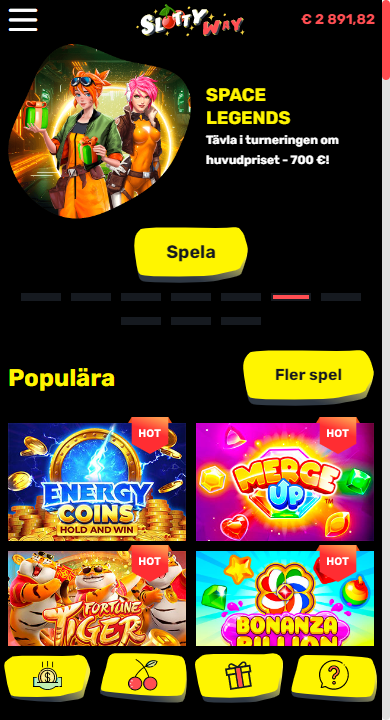 SLOTTY WAY
€ 2 891,82
SPACE
LEGENDS
Tävla i turneringen om
huvudpriset - 700 €!
Spela
Populära
Fler spel
HOT
HOT
ENERGY
COINS
HOLD AND WIN
MERGE
UP™
HOT
HOT
FORTUNE
TIGER
BONANZA
BILLION